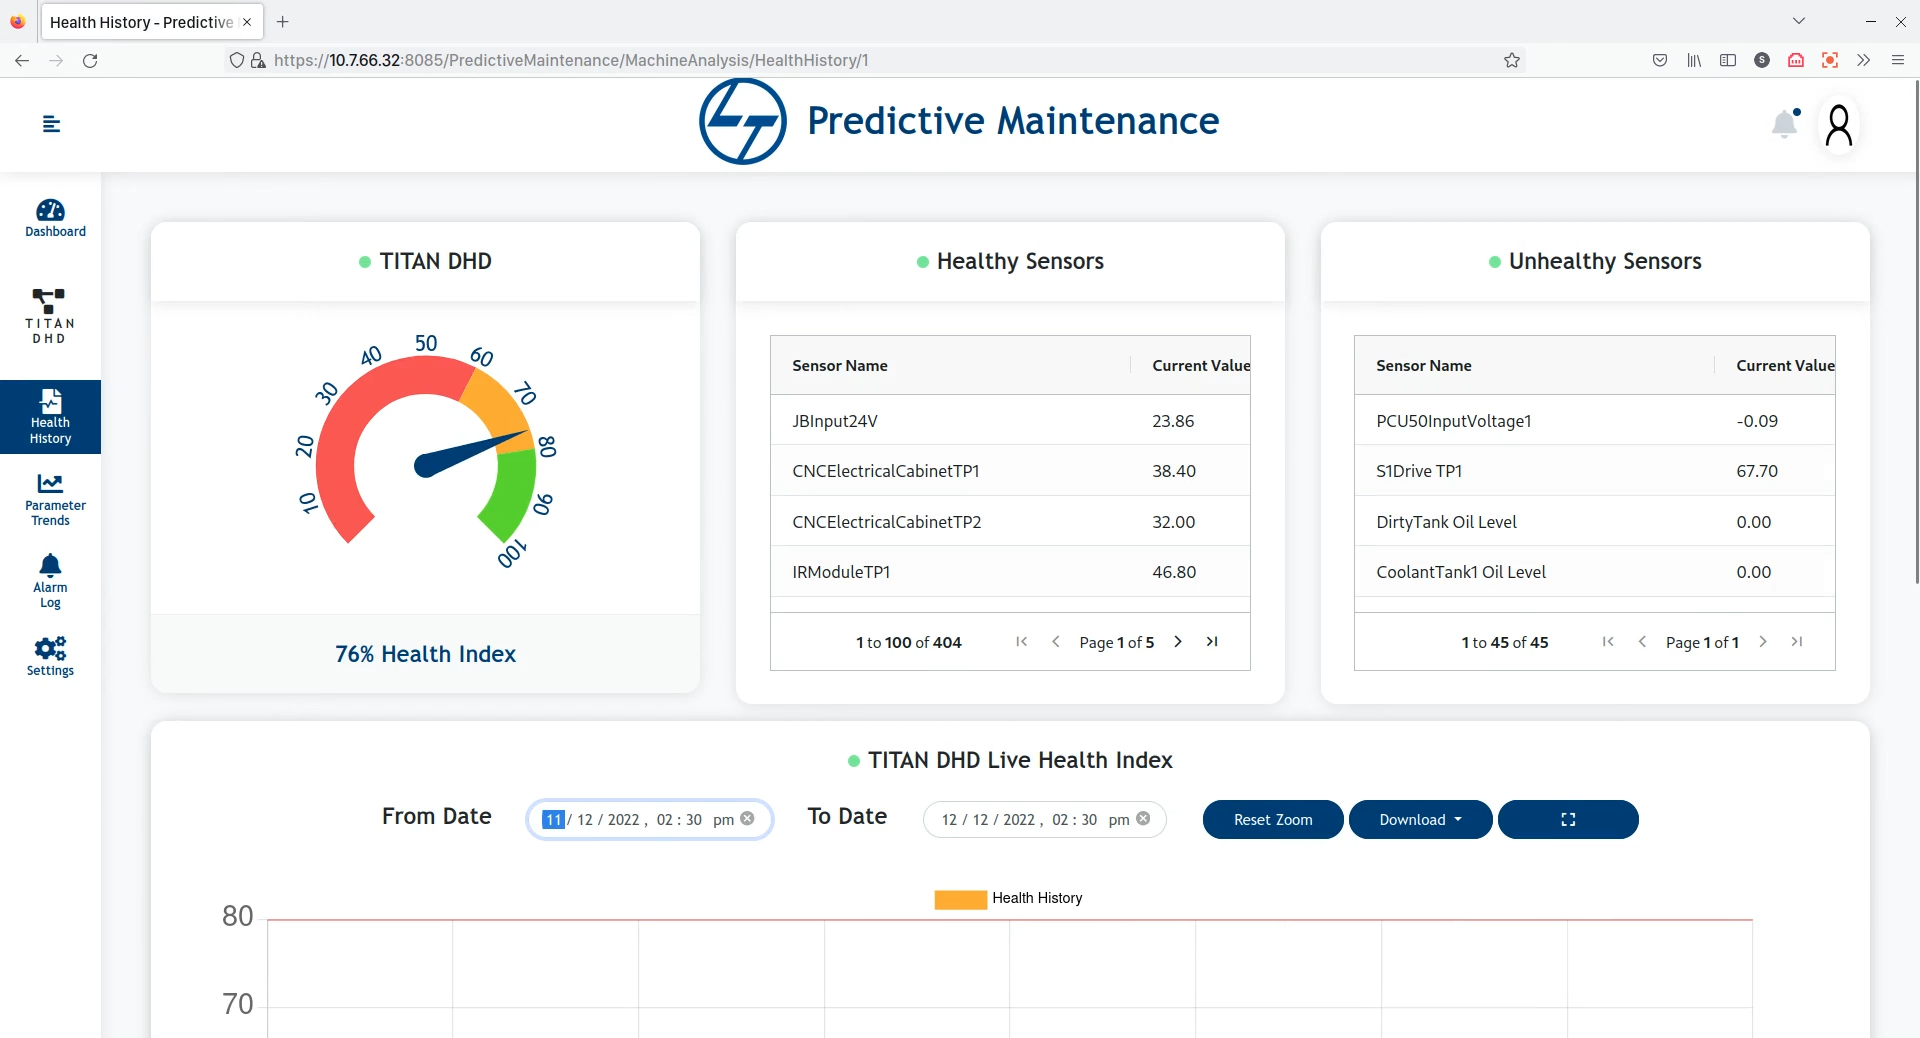 Health History - Predictive
https://10.7.66.32:8085/PredictiveMaintenance/MachineAnalysis/HealthHistory/1
S
LT Predictive Maintenance
Dashboard
TITAN
DHD
Health
History
Parameter
Trends
Alarm
Log
Settings
TITAN DHD
10
20
30
40
50
60
70
80
90
100
76% Health Index
Healthy Sensors
Sensor Name Current Value
JBInput24V 23.86
CNCElectricalCabinetTP1 38.40
CNCElectricalCabinetTP2 32.00
IRModuleTP1 46.80
1 to 100 of 404 Page 1 of 5
Unhealthy Sensors
Sensor Name Current Value
PCU50InputVoltage1 -0.09
S1Drive TP1 67.70
DirtyTank Oil Level 0.00
CoolantTank1 Oil Level 0.00
1 to 45 of 45 Page 1 of 1
TITAN DHD Live Health Index
From Date 11 / 12 / 2022 , 02 : 30 pm To Date 12 / 12 / 2022 , 02 : 30 pm Reset Zoom Download
Health History
80
70